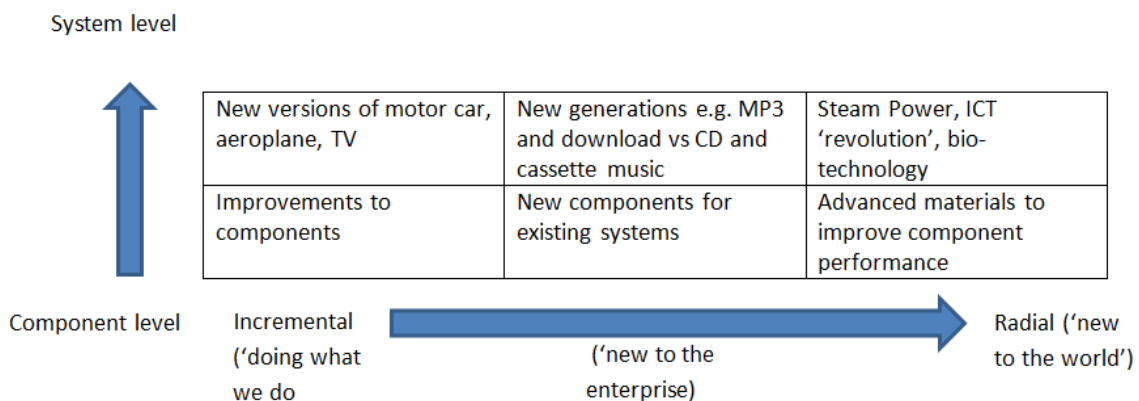 System level
New versions of motor car,
aeroplane, TV
New generations e.g. MP3
and download vs CD and
cassette music
Steam Power, ICT
‘revolution’, bio-
technology
Improvements to
components
New components for
existing systems
Advanced materials to
improve component
performance
Component level
Incremental
(‘doing what
we do
(‘new to the
enterprise)
Radial (‘new
to the world’)